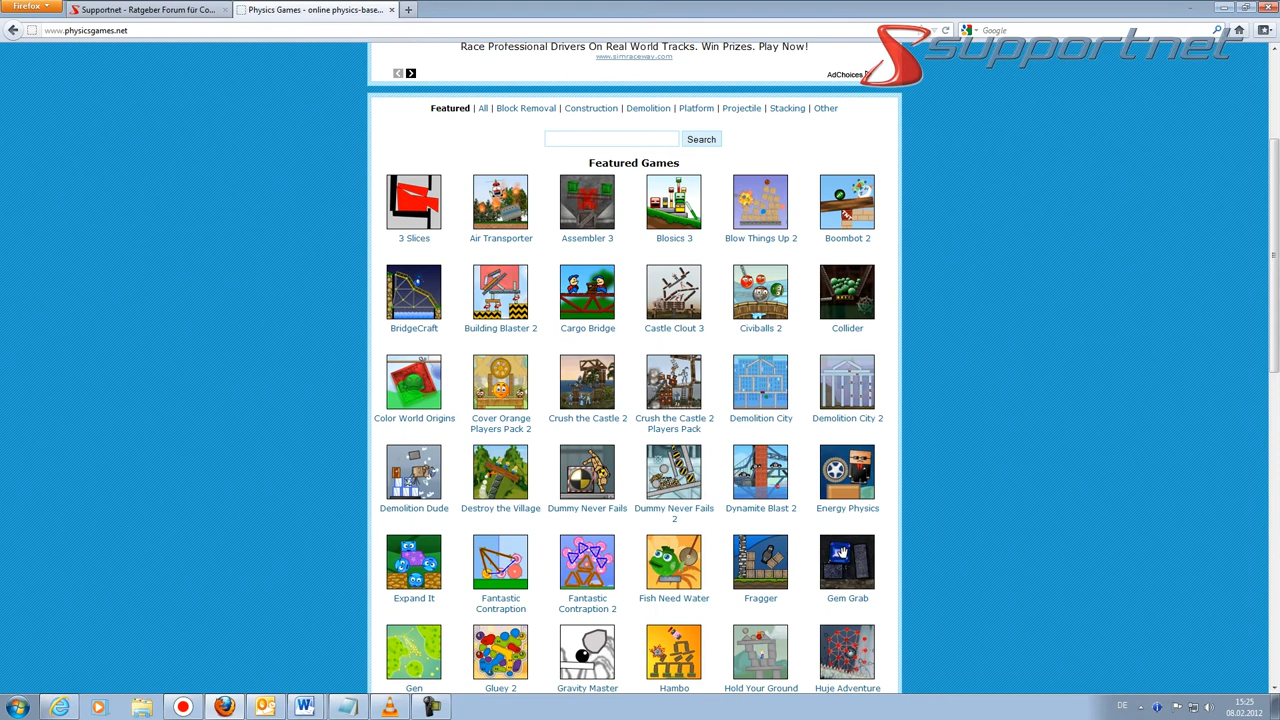 Firefox
Supportnet - Ratgeber Forum für Co...
Physics Games - online physics-base...
www.physicsgames.net
Google
supportnet
Race Professional Drivers On Real World Tracks. Win Prizes. Play Now!
www.simraceway.com
AdChoices
Featured | All | Block Removal | Construction | Demolition | Platform | Projectile | Stacking | Other
Search
Featured Games
3 Slices Air Transporter Assembler 3 Blosics 3 Blow Things Up 2 Boombot 2
BridgeCraft Building Blaster 2 Cargo Bridge Castle Clout 3 Civiballs 2 Collider
Color World Origins Cover Orange Crush the Castle 2 Crush the Castle 2 Demolition City Demolition City 2
Players Pack 2 Players Pack
Demolition Dude Destroy the Village Dummy Never Fails Dummy Never Fails Dynamite Blast 2 Energy Physics
2
Expand It Fantastic Fantastic Fish Need Water Fragger Gem Grab
Contraption Contraption 2
Gen Gluey 2 Gravity Master Hambo Hold Your Ground Huje Adventure
DE
15:25
08.02.2012